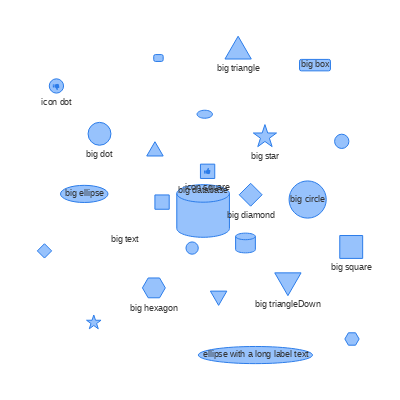 big triangle
big box
icon dot
big dot
big star
icon square
big database
big ellipse
big circle
big diamond
big text
big square
big hexagon
big triangleDown
ellipse with a long label text